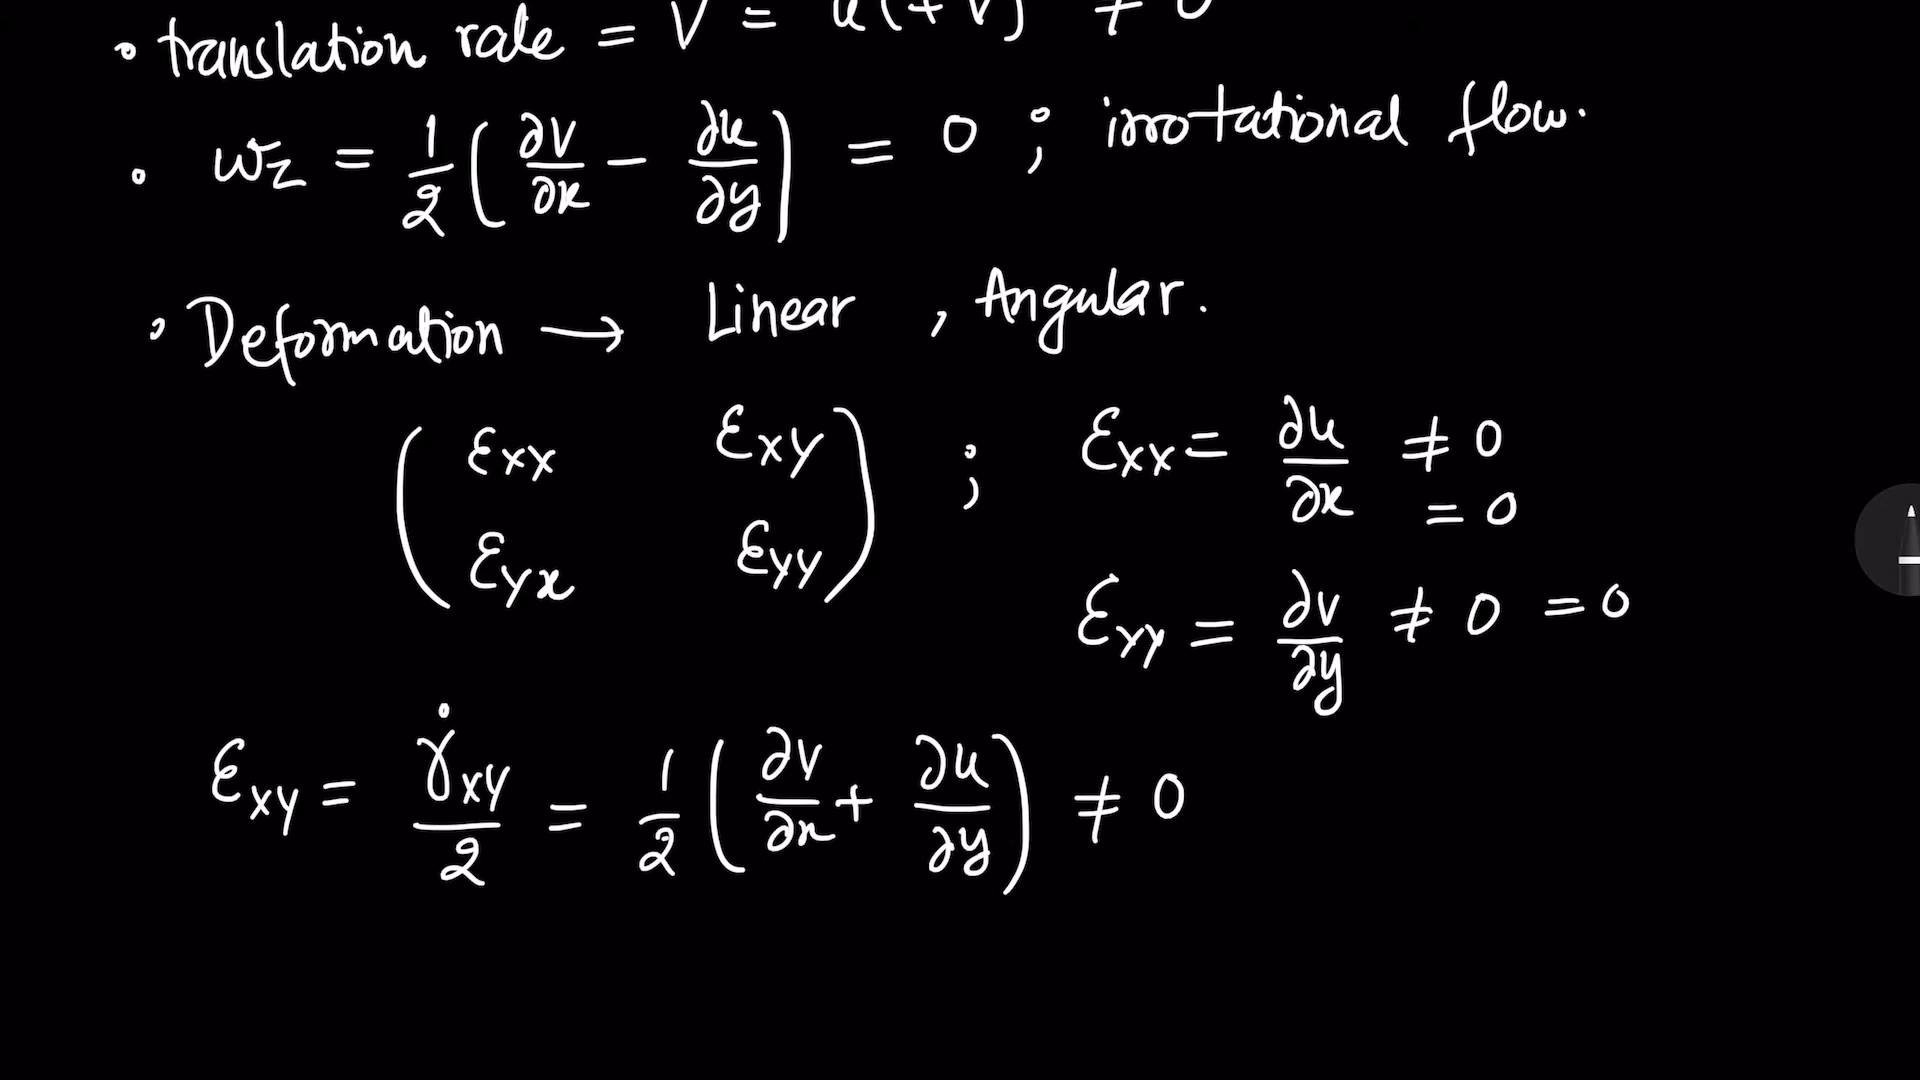 • translation rate = V = u î + v ĵ ≠ 0
• ωz = 1/2 (∂v/∂x − ∂u/∂y) = 0 ; irrotational flow.
• Deformation → Linear , Angular.
( εxx εxy ; εxx = ∂u/∂x ≠ 0
= 0
εyx εyy ) εyy = ∂v/∂y ≠ 0 = 0
εxy = γ̇xy/2 = 1/2 (∂v/∂x + ∂u/∂y) ≠ 0